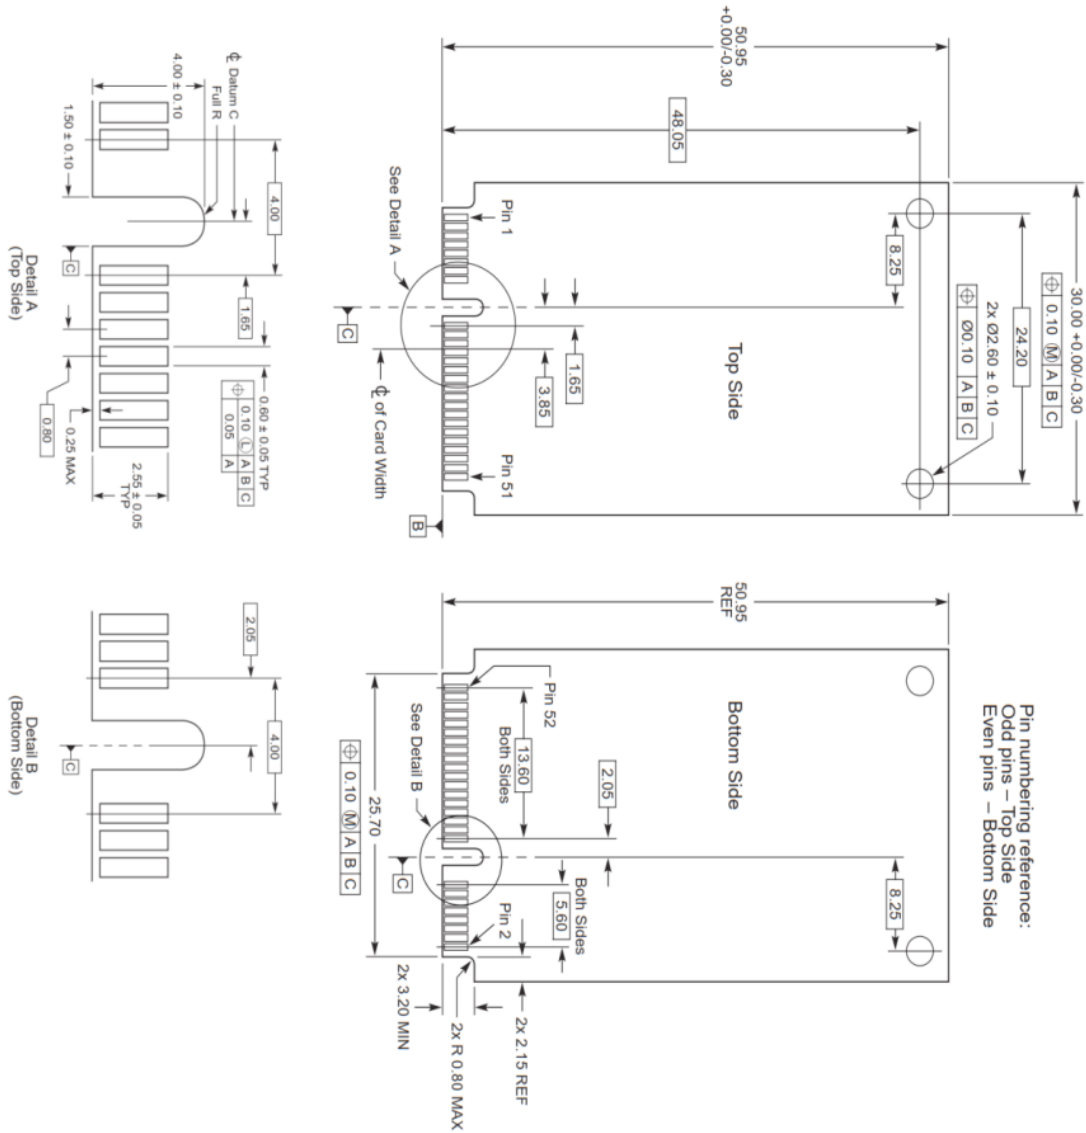 Pin numbering reference:
Odd pins – Top Side
Even pins – Bottom Side
30.00 +0.00/-0.30
⌖ 0.10 Ⓜ A B C
24.20
2x Ø2.60 ± 0.10
⌖ Ø0.10 A B C
8.25
50.95
+0.00/-0.30
48.05
Top Side
1.65
3.85
Pin 1
Pin 51
See Detail A
C
℄ of Card Width
B
50.95
REF
8.25
Bottom Side
2.05
Pin 52
13.60
Both Sides
Both Sides
5.60
Pin 2
See Detail B
C
25.70
⌖ 0.10 Ⓜ A B C
2x 3.20 MIN
2x R 0.80 MAX
2x 2.15 REF
℄ Datum C
Full R
4.00 ± 0.10
1.50 ± 0.10
4.00
1.65
C
0.60 ± 0.05 TYP
⌖ 0.10 Ⓛ A B C
0.05 A
0.25 MAX
0.80
2.55 ± 0.05
TYP
Detail A
(Top Side)
2.05
4.00
C
Detail B
(Bottom Side)